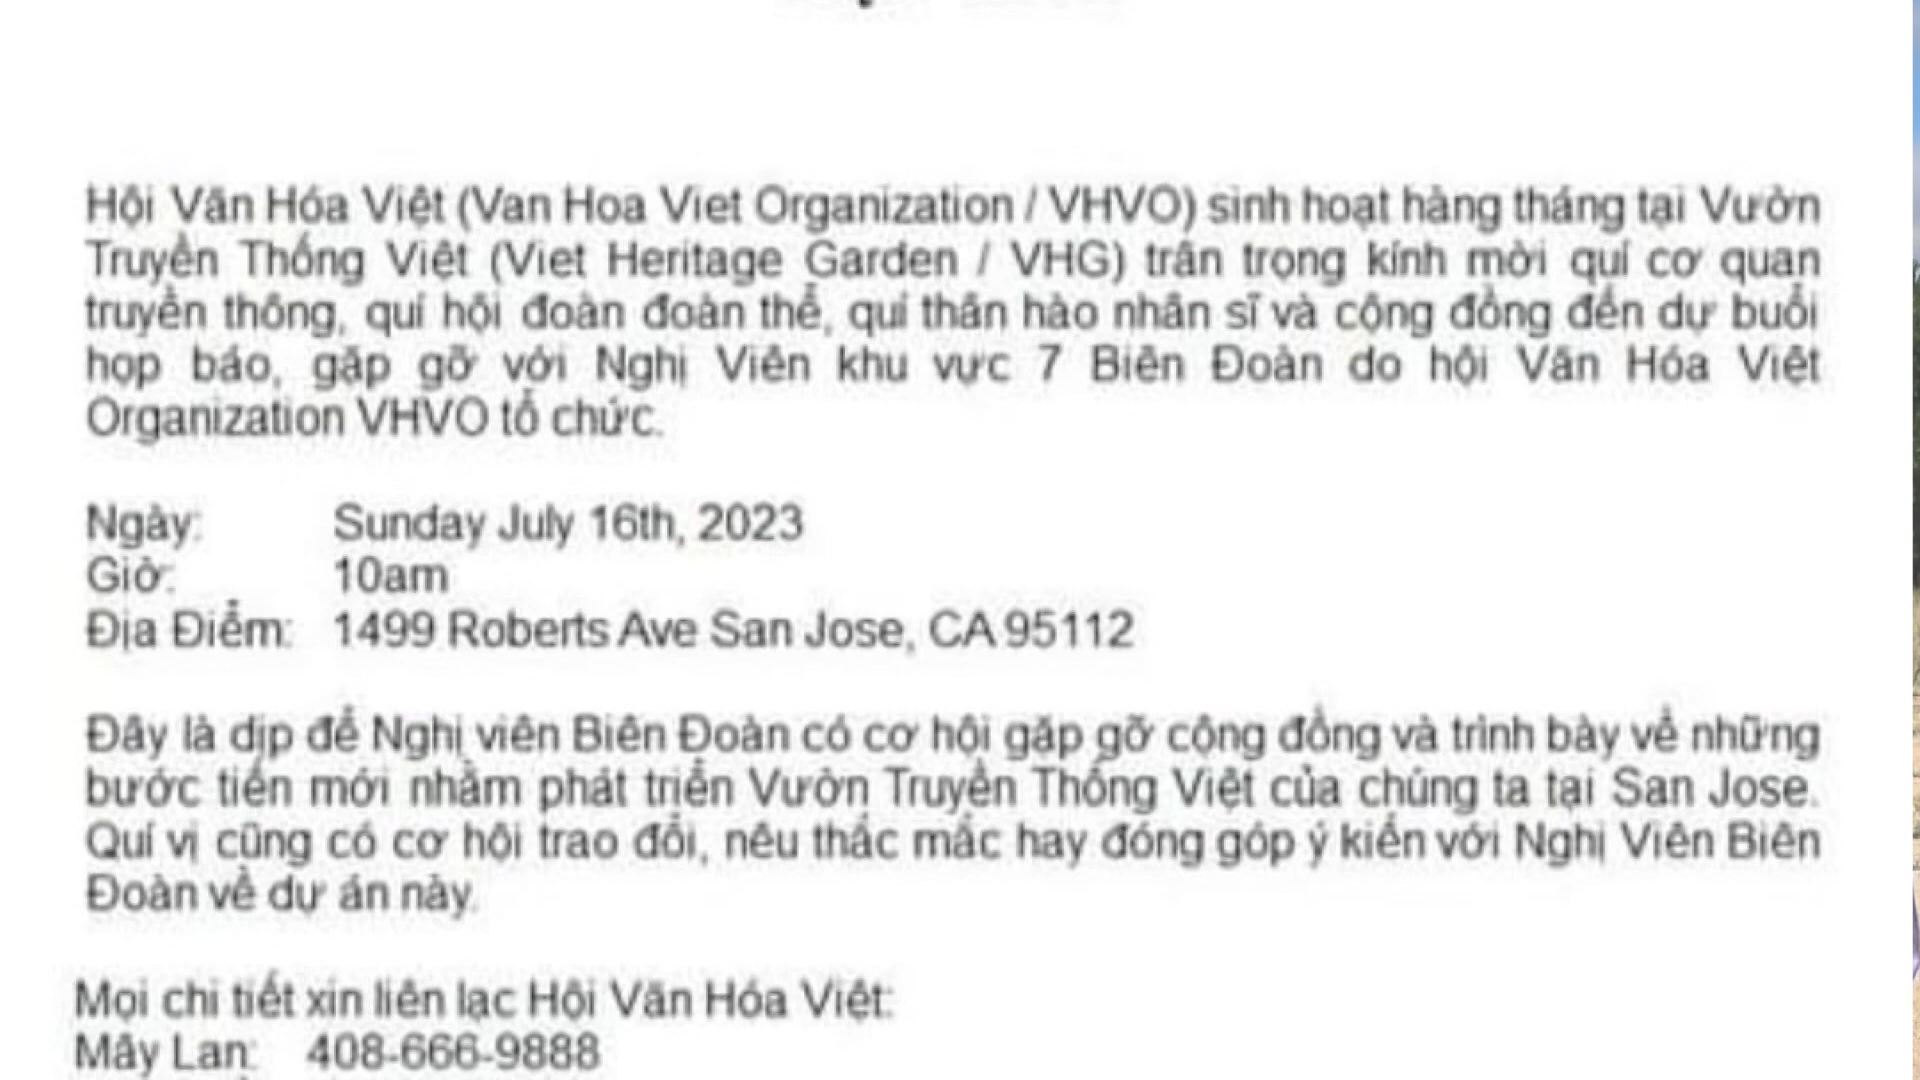 Hội Văn Hóa Việt (Van Hoa Viet Organization / VHVO) sinh hoạt hàng tháng tại Vườn
Truyền Thống Việt (Viet Heritage Garden / VHG) trân trọng kính mời quí cơ quan
truyền thông, quí hội đoàn đoàn thể, quí thân hào nhân sĩ và cộng đồng đến dự buổi
họp báo, gặp gỡ với Nghị Viên khu vực 7 Biên Đoàn do hội Văn Hóa Việt
Organization VHVO tổ chức.
Ngày: Sunday July 16th, 2023
Giờ: 10am
Địa Điểm: 1499 Roberts Ave San Jose, CA 95112
Đây là dịp để Nghị viên Biên Đoàn có cơ hội gặp gỡ cộng đồng và trình bày về những
bước tiến mới nhằm phát triển Vườn Truyền Thống Việt của chúng ta tại San Jose.
Quí vị cũng có cơ hội trao đổi, nêu thắc mắc hay đóng góp ý kiến với Nghị Viên Biên
Đoàn về dự án này.
Mọi chi tiết xin liên lạc Hội Văn Hóa Việt:
Mây Lan: 408-666-9888